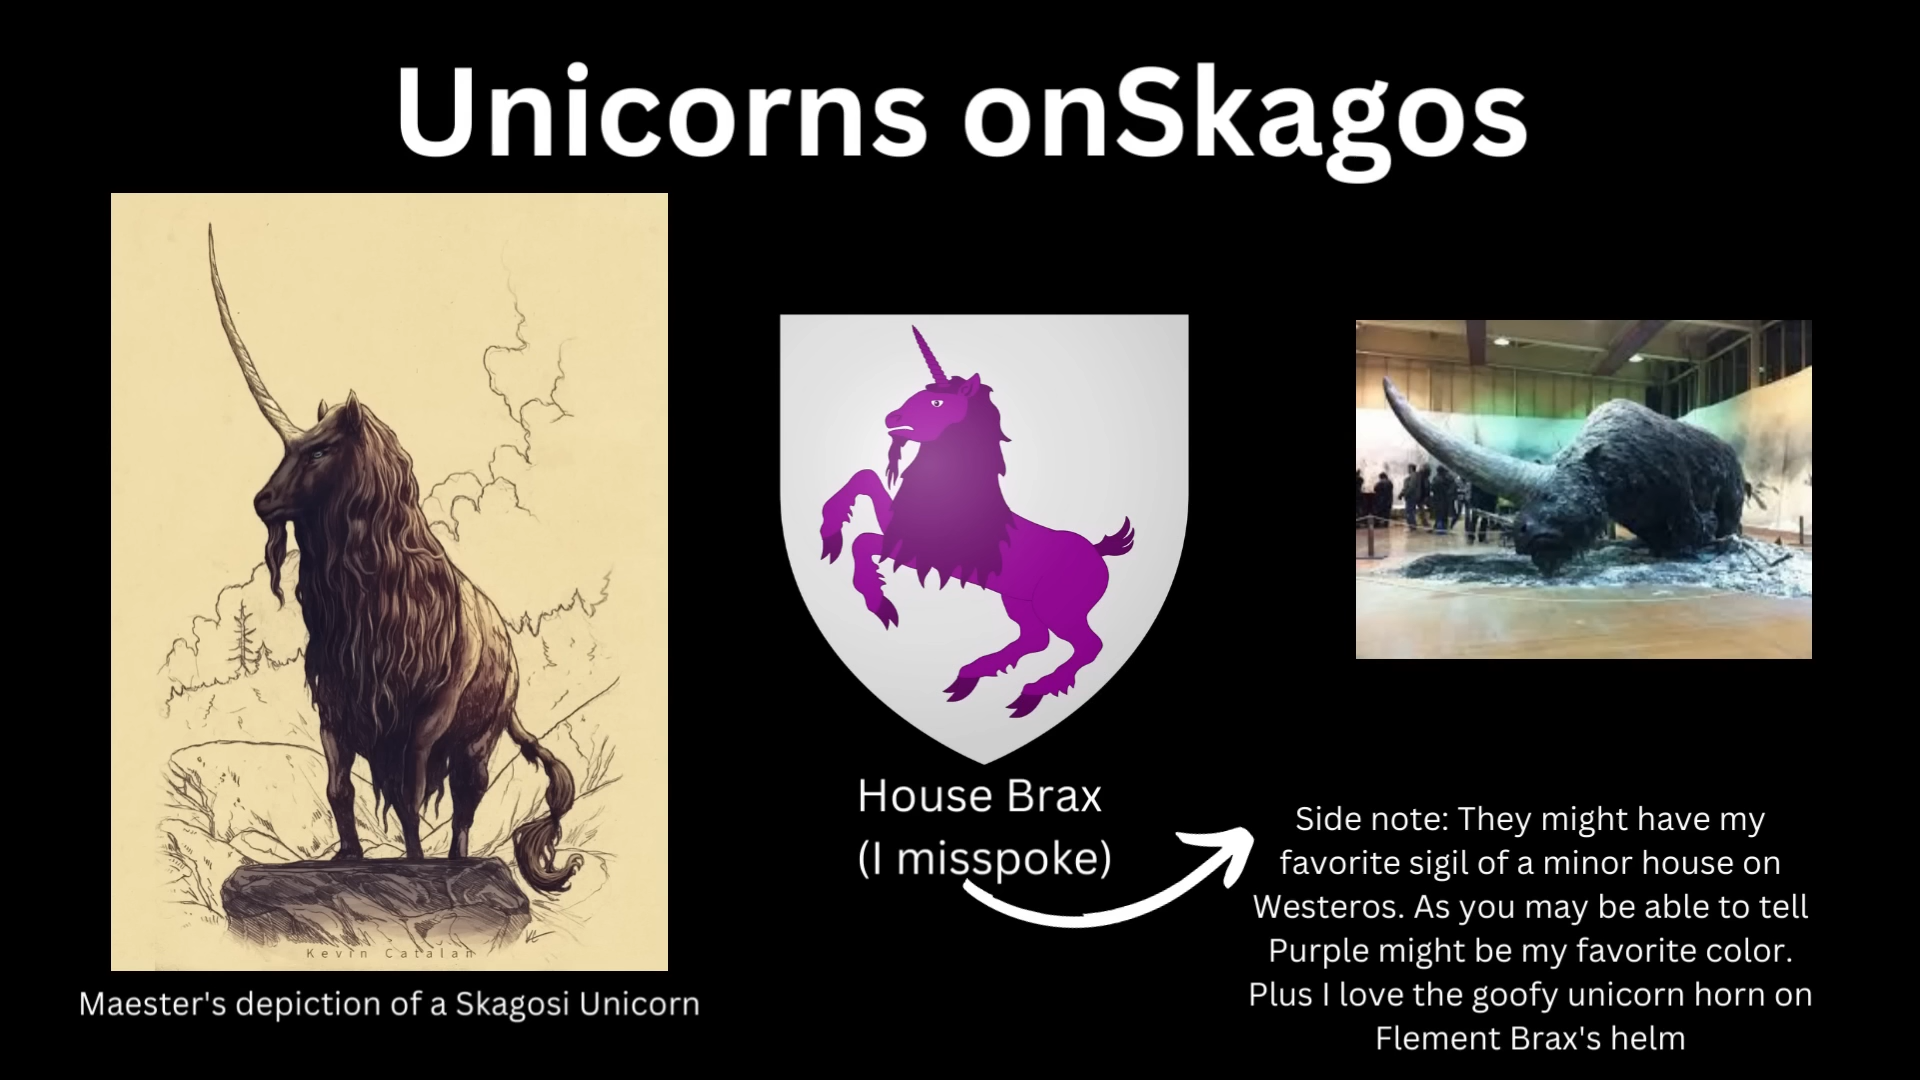 Unicorns onSkagos
Kevin Catalan
Maester's depiction of a Skagosi Unicorn
House Brax
(I misspoke)
Side note: They might have my
favorite sigil of a minor house on
Westeros. As you may be able to tell
Purple might be my favorite color.
Plus I love the goofy unicorn horn on
Flement Brax's helm